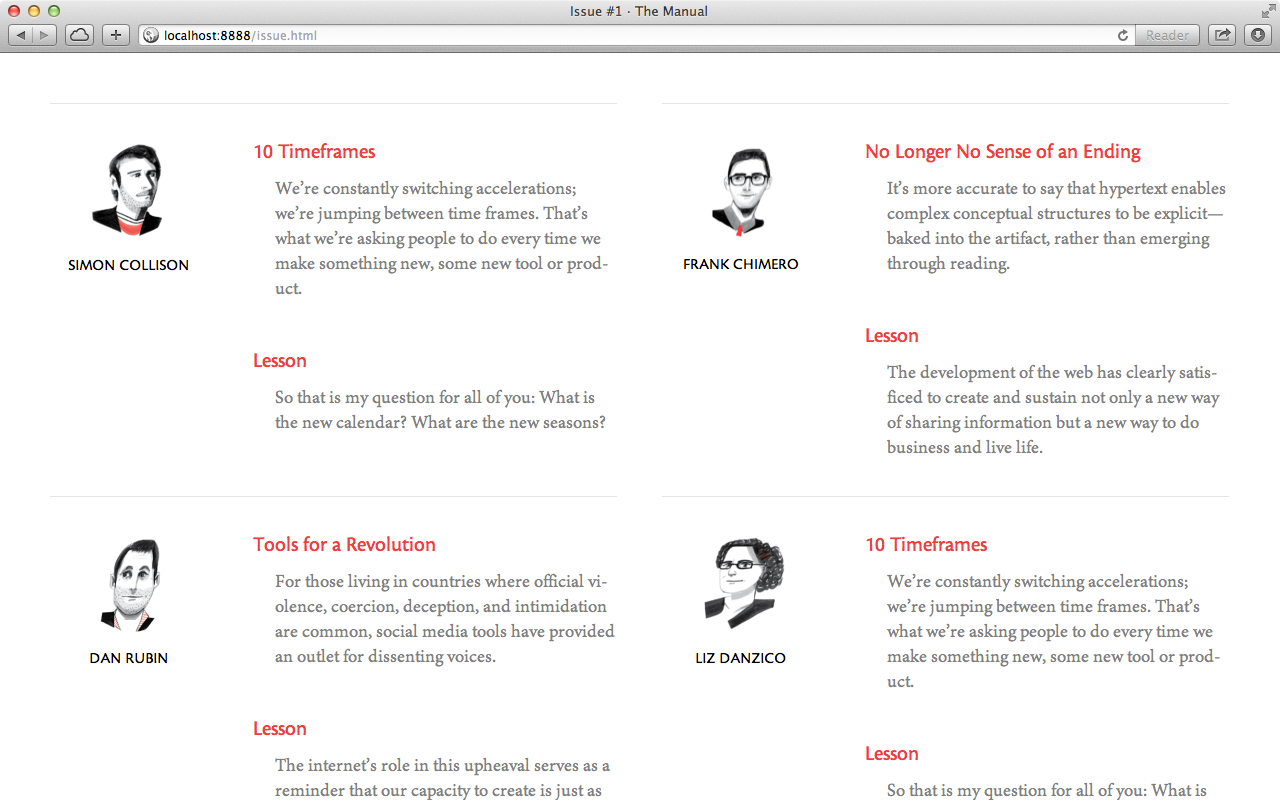 Issue #1 · The Manual
localhost:8888/issue.html
Reader
SIMON COLLISON
10 Timeframes
We’re constantly switching accelerations;
we’re jumping between time frames. That’s
what we’re asking people to do every time we
make something new, some new tool or prod-
uct.
Lesson
So that is my question for all of you: What is
the new calendar? What are the new seasons?
FRANK CHIMERO
No Longer No Sense of an Ending
It’s more accurate to say that hypertext enables
complex conceptual structures to be explicit—
baked into the artifact, rather than emerging
through reading.
Lesson
The development of the web has clearly satis-
ficed to create and sustain not only a new way
of sharing information but a new way to do
business and live life.
DAN RUBIN
Tools for a Revolution
For those living in countries where official vi-
olence, coercion, deception, and intimidation
are common, social media tools have provided
an outlet for dissenting voices.
Lesson
The internet’s role in this upheaval serves as a
reminder that our capacity to create is just as
LIZ DANZICO
10 Timeframes
We’re constantly switching accelerations;
we’re jumping between time frames. That’s
what we’re asking people to do every time we
make something new, some new tool or prod-
uct.
Lesson
So that is my question for all of you: What is